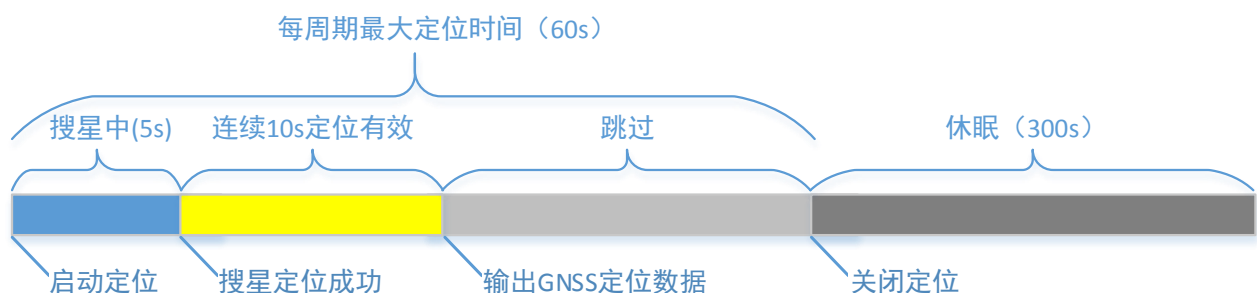 每周期最大定位时间（60s）
搜星中(5s)
连续10s定位有效
跳过
休眠（300s）
启动定位
搜星定位成功
输出GNSS定位数据
关闭定位